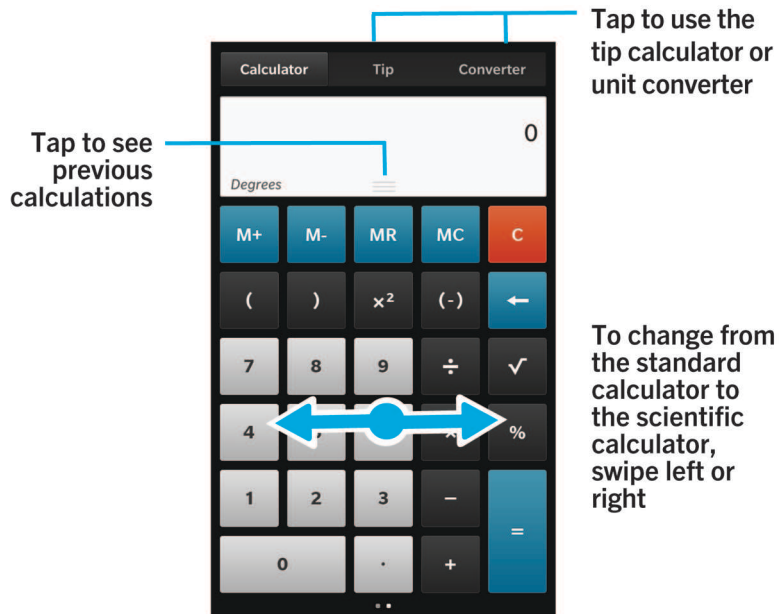 Tap to use the
tip calculator or
unit converter
Calculator Tip Converter
0
Tap to see
previous
calculations
Degrees
M+ M- MR MC C
( ) x² (-) ←
7 8 9 ÷ √
To change from
the standard
calculator to
the scientific
calculator,
swipe left or
right
4 %
1 2 3 −
=
0 . +